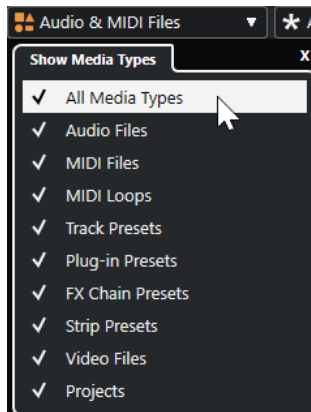 Audio & MIDI Files
Show Media Types
x
All Media Types
Audio Files
MIDI Files
MIDI Loops
Track Presets
Plug-in Presets
FX Chain Presets
Strip Presets
Video Files
Projects